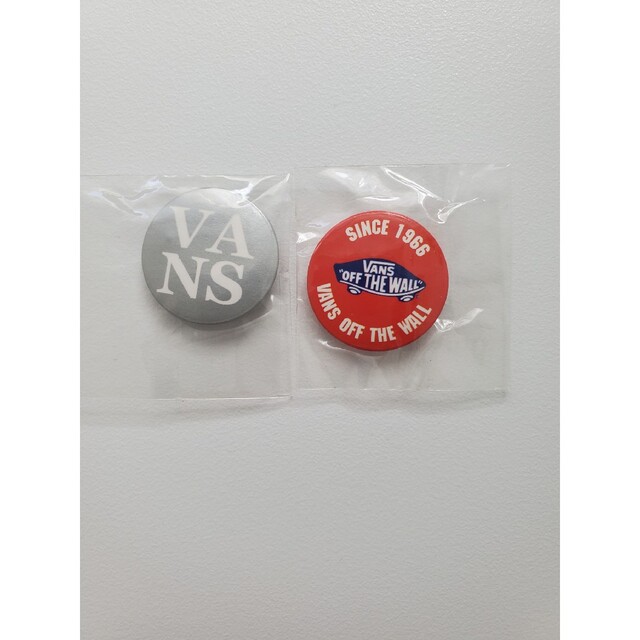 VA
NS
SINCE 1966
VANS
"OFF THE WALL"
VANS OFF THE WALL